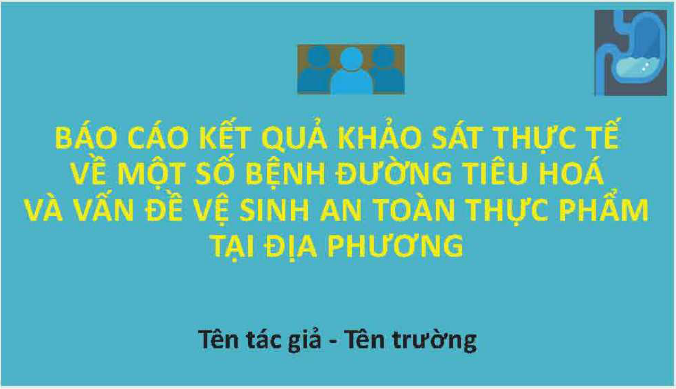 BÁO CÁO KẾT QUẢ KHẢO SÁT THỰC TẾ
VỀ MỘT SỐ BỆNH ĐƯỜNG TIÊU HOÁ
VÀ VẤN ĐỀ VỆ SINH AN TOÀN THỰC PHẨM
TẠI ĐỊA PHƯƠNG
Tên tác giả - Tên trường